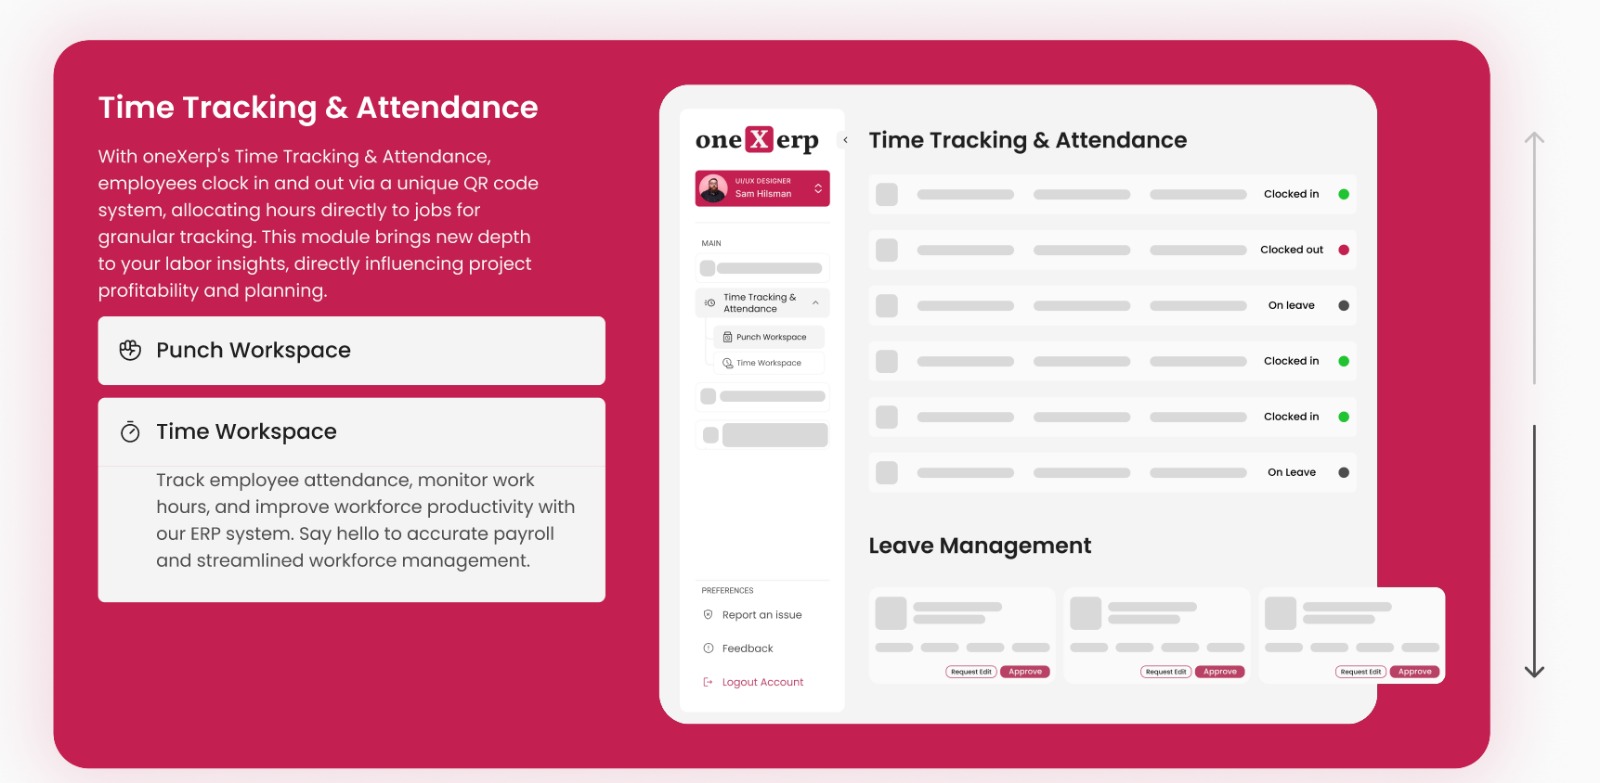 Time Tracking & Attendance
With oneXerp's Time Tracking & Attendance,
employees clock in and out via a unique QR code
system, allocating hours directly to jobs for
granular tracking. This module brings new depth
to your labor insights, directly influencing project
profitability and planning.
Punch Workspace
Time Workspace
Track employee attendance, monitor work
hours, and improve workforce productivity with
our ERP system. Say hello to accurate payroll
and streamlined workforce management.
oneXerp
UI/UX DESIGNER
Sam Hilsman
MAIN
Time Tracking &
Attendance
Punch Workspace
Time Workspace
PREFERENCES
Report an issue
Feedback
Logout Account
Time Tracking & Attendance
Clocked in
Clocked out
On leave
Clocked in
Clocked in
On Leave
Leave Management
Request Edit Approve
Request Edit Approve
Request Edit Approve